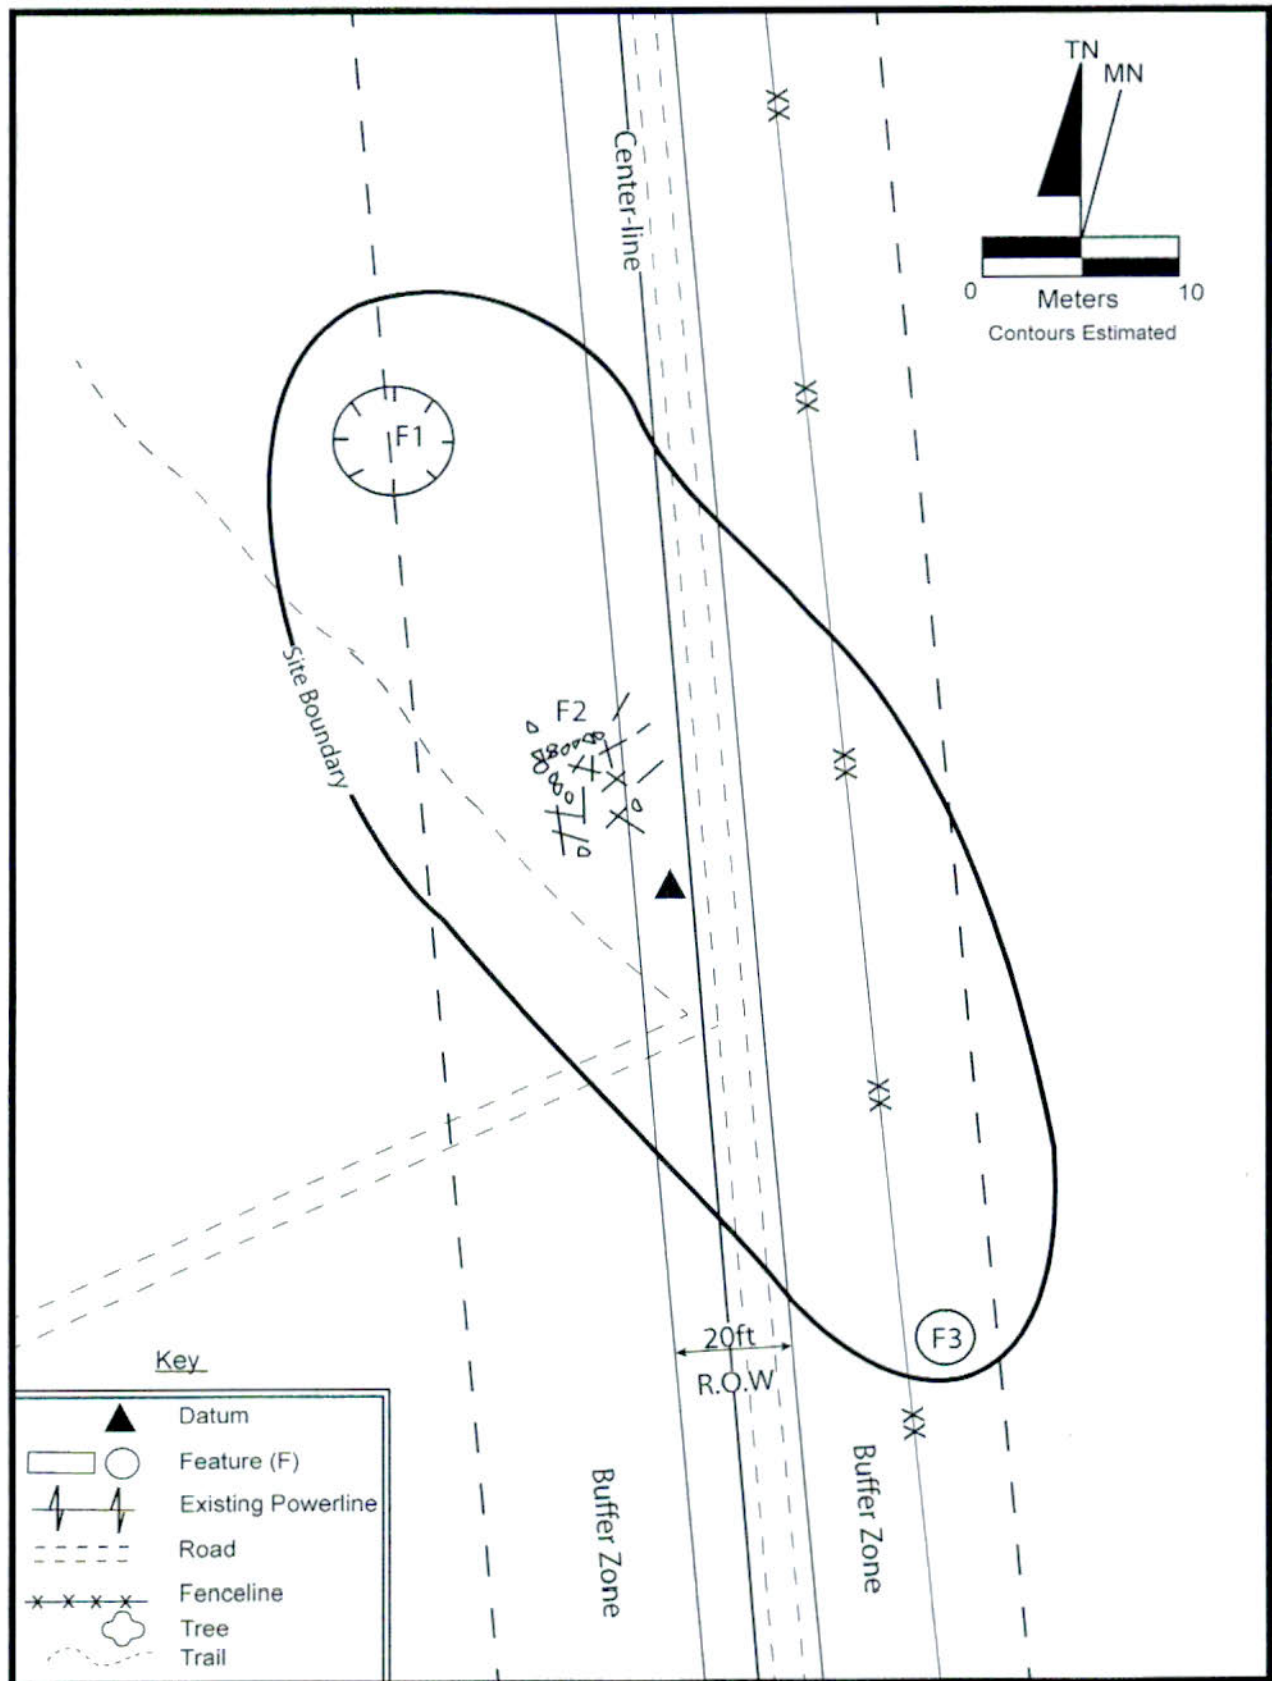 TN
MN
0
10
Meters
Contours Estimated
Center-line
F1
Site Boundary
F2
F3
20ft
R.O.W
Buffer Zone
Buffer Zone
Key
Datum
Feature (F)
Existing Powerline
Road
Fenceline
Tree
Trail